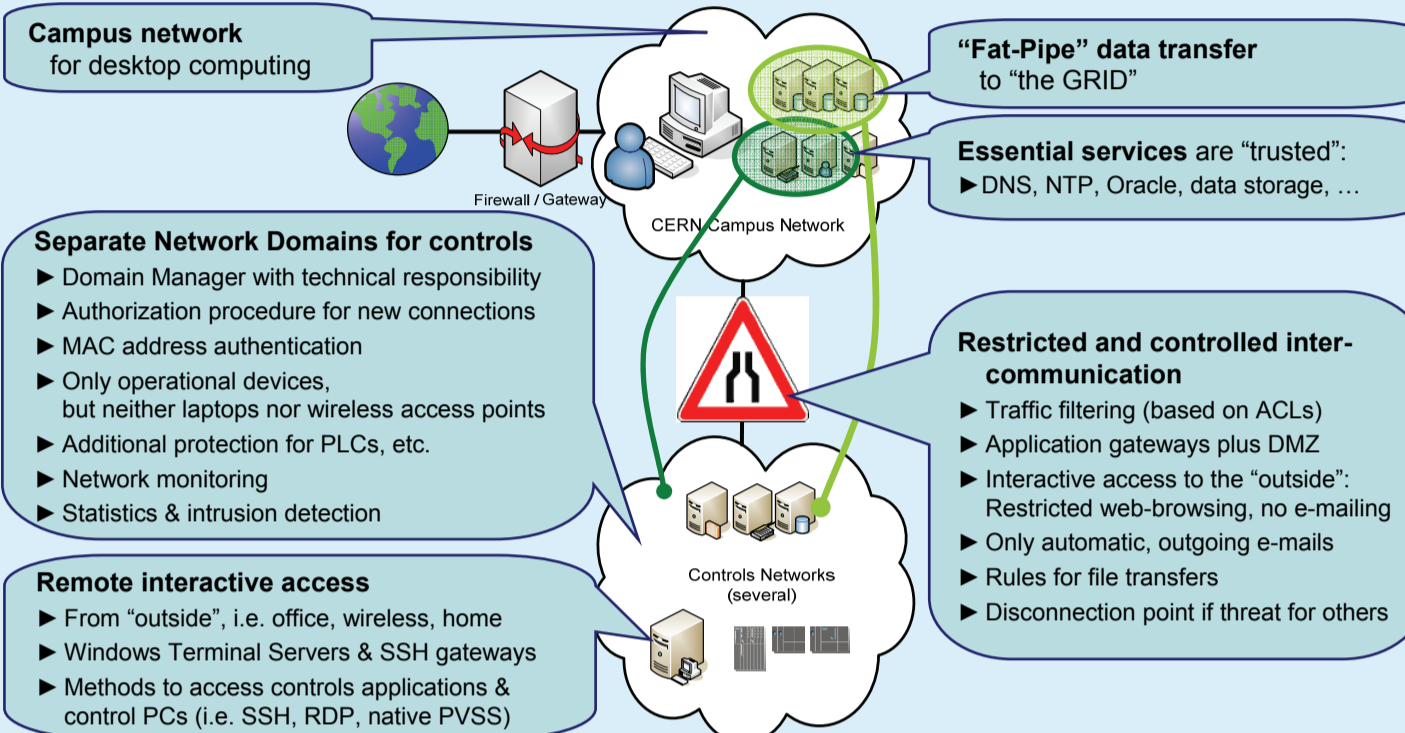 Campus network
for desktop computing
“Fat-Pipe” data transfer
to “the GRID”
Essential services are “trusted”:
►DNS, NTP, Oracle, data storage, …
Firewall / Gateway
CERN Campus Network
Separate Network Domains for controls
► Domain Manager with technical responsibility
► Authorization procedure for new connections
► MAC address authentication
► Only operational devices,
but neither laptops nor wireless access points
► Additional protection for PLCs, etc.
► Network monitoring
► Statistics & intrusion detection
Restricted and controlled inter-
communication
► Traffic filtering (based on ACLs)
► Application gateways plus DMZ
► Interactive access to the “outside”:
Restricted web-browsing, no e-mailing
► Only automatic, outgoing e-mails
► Rules for file transfers
► Disconnection point if threat for others
Controls Networks
(several)
Remote interactive access
► From “outside”, i.e. office, wireless, home
► Windows Terminal Servers & SSH gateways
► Methods to access controls applications &
control PCs (i.e. SSH, RDP, native PVSS)